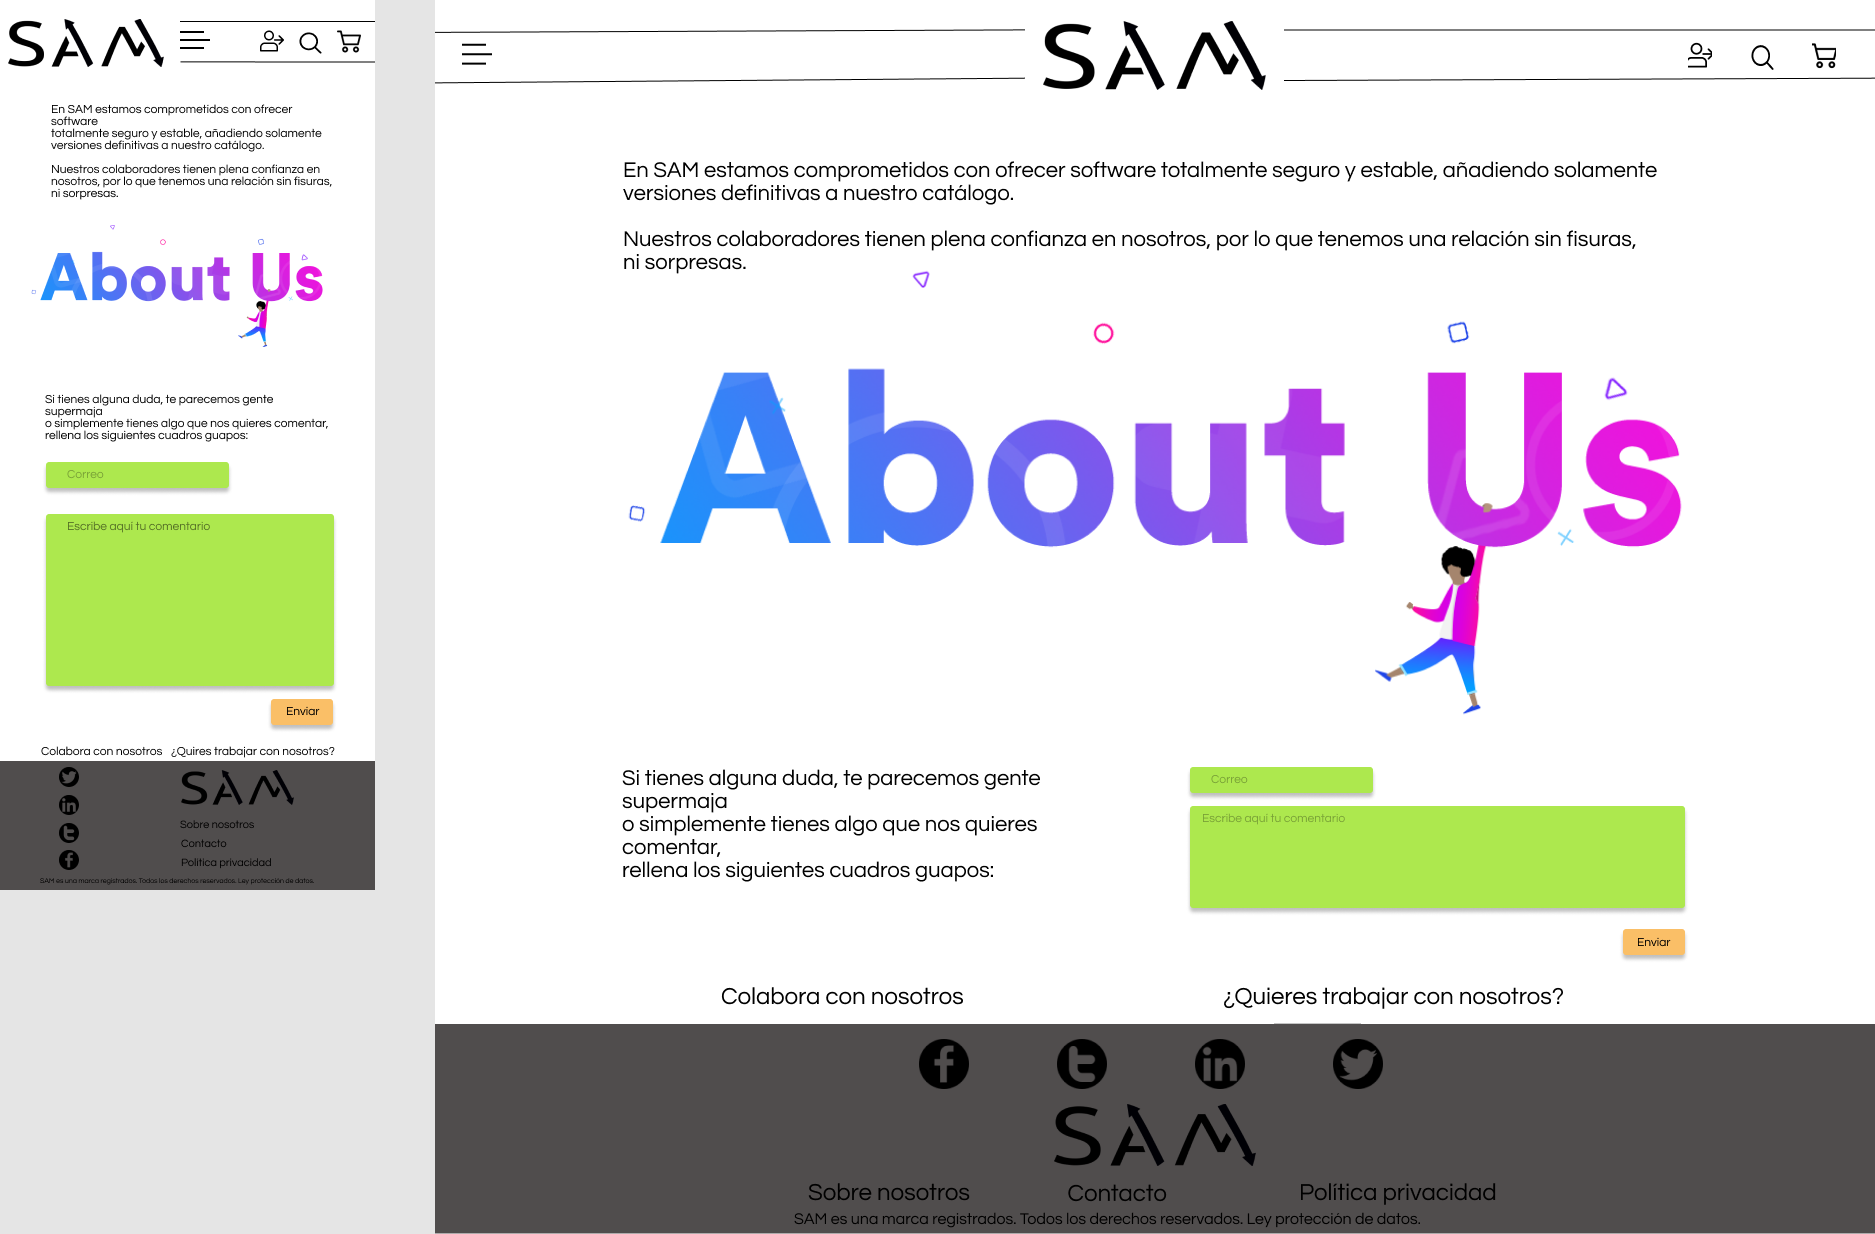 SAM
En SAM estamos comprometidos con ofrecer
software
totalmente seguro y estable, añadiendo solamente
versiones definitivas a nuestro catálogo.
Nuestros colaboradores tienen plena confianza en
nosotros, por lo que tenemos una relación sin fisuras,
ni sorpresas.
About Us
Si tienes alguna duda, te parecemos gente
supermaja
o simplemente tienes algo que nos quieres comentar,
rellena los siguientes cuadros guapos:
Correo
Escribe aquí tu comentario
Enviar
Colabora con nosotros ¿Quires trabajar con nosotros?
SAM
Sobre nosotros
Contacto
Política privacidad
SAM es una marca registrados. Todos los derechos reservados. Ley protección de datos.
SAM
En SAM estamos comprometidos con ofrecer software totalmente seguro y estable, añadiendo solamente
versiones definitivas a nuestro catálogo.
Nuestros colaboradores tienen plena confianza en nosotros, por lo que tenemos una relación sin fisuras,
ni sorpresas.
About Us
Si tienes alguna duda, te parecemos gente
supermaja
o simplemente tienes algo que nos quieres
comentar,
rellena los siguientes cuadros guapos:
Correo
Escribe aquí tu comentario
Enviar
Colabora con nosotros ¿Quieres trabajar con nosotros?
SAM
Sobre nosotros Contacto Política privacidad
SAM es una marca registrados. Todos los derechos reservados. Ley protección de datos.